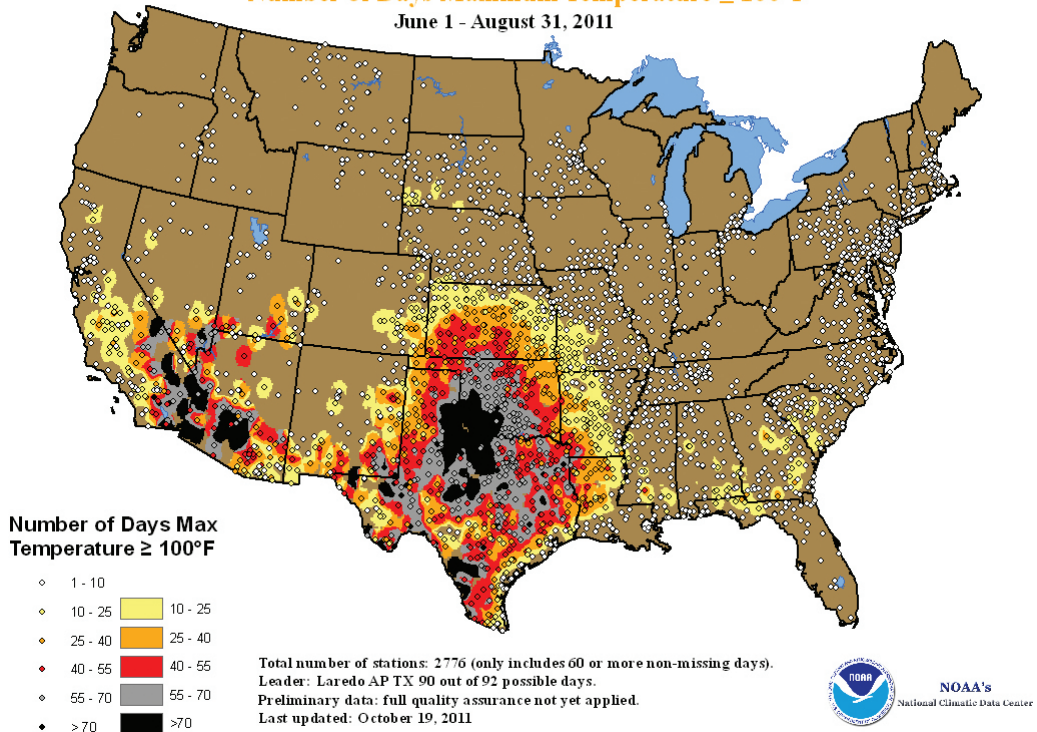 June 1 - August 31, 2011
Number of Days Max
Temperature ≥ 100°F
1 - 10
10 - 25 10 - 25
25 - 40 25 - 40
40 - 55 40 - 55
55 - 70 55 - 70
> 70 >70
Total number of stations: 2776 (only includes 60 or more non-missing days).
Leader: Laredo AP TX 90 out of 92 possible days.
Preliminary data: full quality assurance not yet applied.
Last updated: October 19, 2011
NOAA
NOAA's
National Climatic Data Center